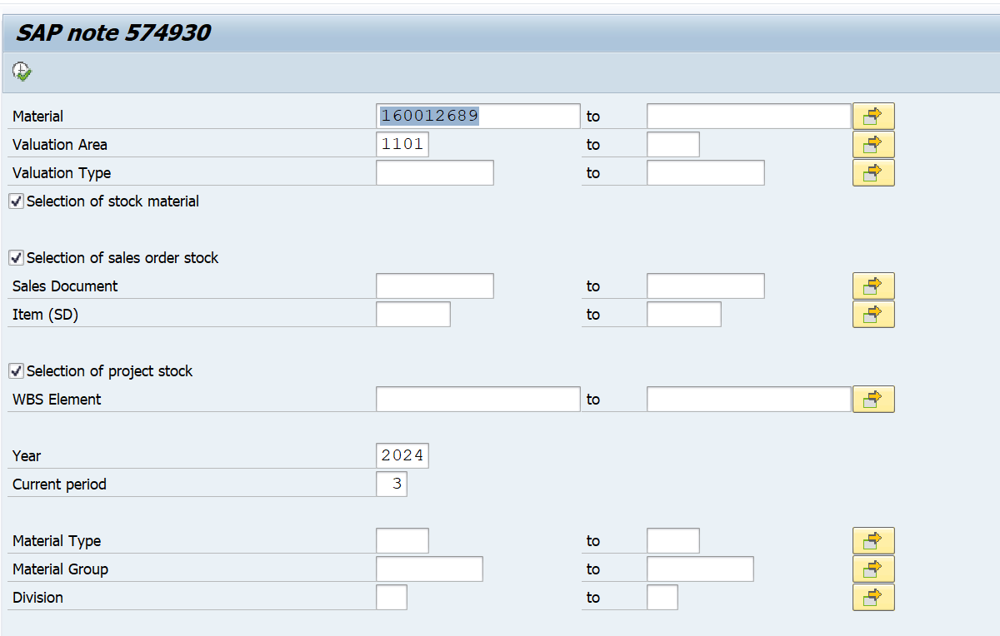 SAP note 574930
Material 160012689 to
Valuation Area 1101 to
Valuation Type to
Selection of stock material
Selection of sales order stock
Sales Document to
Item (SD) to
Selection of project stock
WBS Element to
Year 2024
Current period 3
Material Type to
Material Group to
Division to